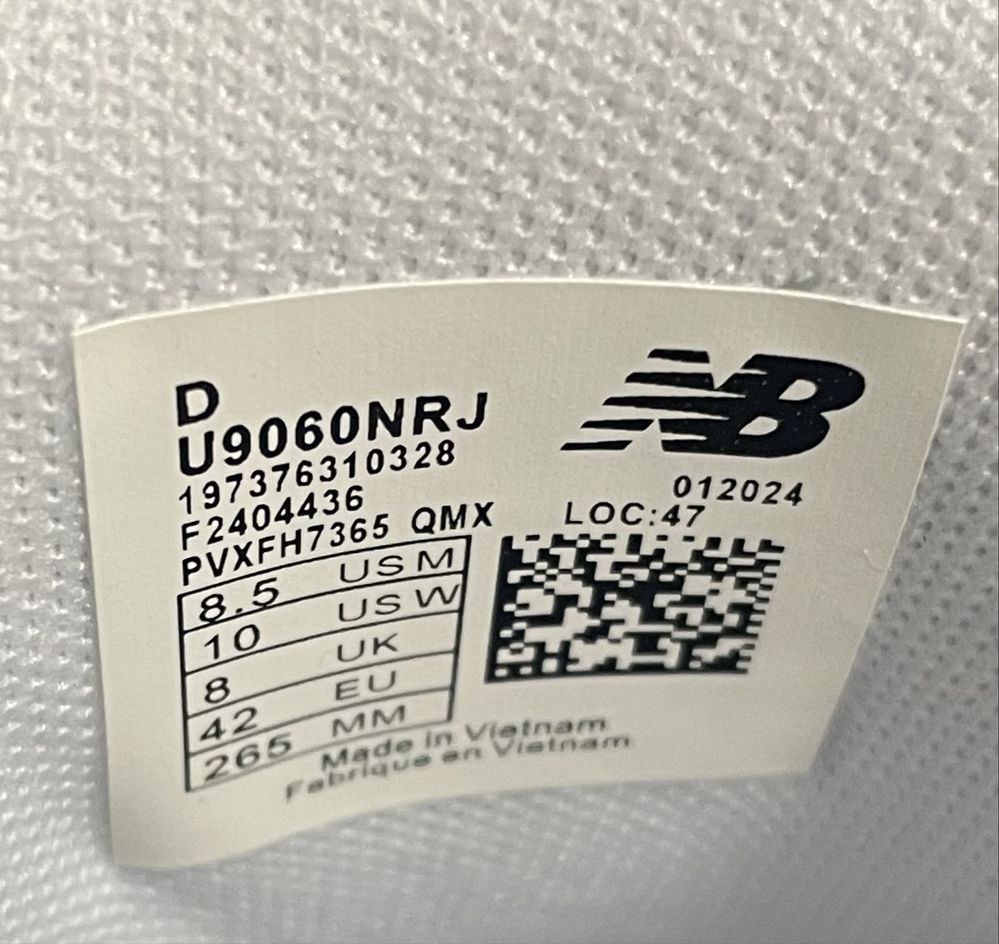 D
U9060NRJ
197376310328
F2404436
PVXFH7365 QMX
NB
012024
LOC:47
8.5 US M
10 US W
8 UK
42 EU
265 MM
Made in Vietnam
Fabrique en Vietnam